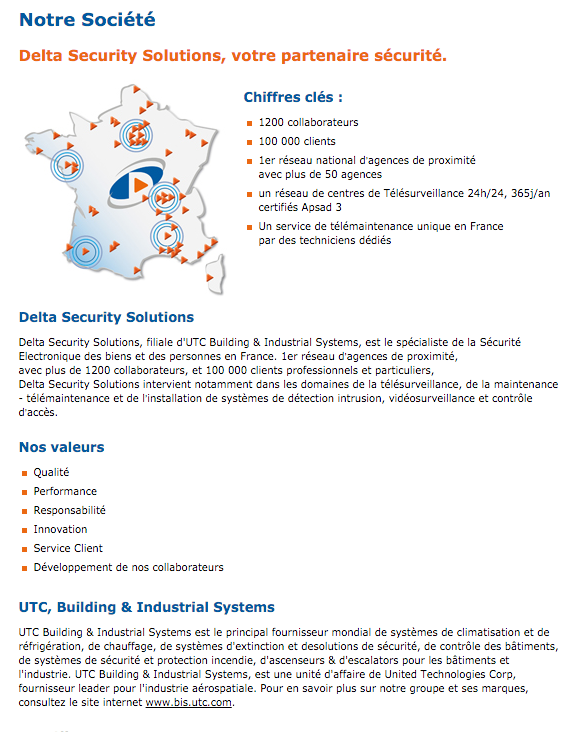 Notre Société
Delta Security Solutions, votre partenaire sécurité.
Chiffres clés :
1200 collaborateurs
100 000 clients
1er réseau national d'agences de proximité
avec plus de 50 agences
un réseau de centres de Télésurveillance 24h/24, 365j/an
certifiés Apsad 3
Un service de télémaintenance unique en France
par des techniciens dédiés
Delta Security Solutions
Delta Security Solutions, filiale d'UTC Building & Industrial Systems, est le spécialiste de la Sécurité
Electronique des biens et des personnes en France. 1er réseau d'agences de proximité,
avec plus de 1200 collaborateurs, et 100 000 clients professionnels et particuliers,
Delta Security Solutions intervient notamment dans les domaines de la télésurveillance, de la maintenance
- télémaintenance et de l'installation de systèmes de détection intrusion, vidéosurveillance et contrôle
d'accès.
Nos valeurs
Qualité
Performance
Responsabilité
Innovation
Service Client
Développement de nos collaborateurs
UTC, Building & Industrial Systems
UTC Building & Industrial Systems est le principal fournisseur mondial de systèmes de climatisation et de
réfrigération, de chauffage, de systèmes d'extinction et desolutions de sécurité, de contrôle des bâtiments,
de systèmes de sécurité et protection incendie, d'ascenseurs & d'escalators pour les bâtiments et
l'industrie. UTC Building & Industrial Systems, est une unité d'affaire de United Technologies Corp,
fournisseur leader pour l'industrie aérospatiale. Pour en savoir plus sur notre groupe et ses marques,
consultez le site internet www.bis.utc.com.